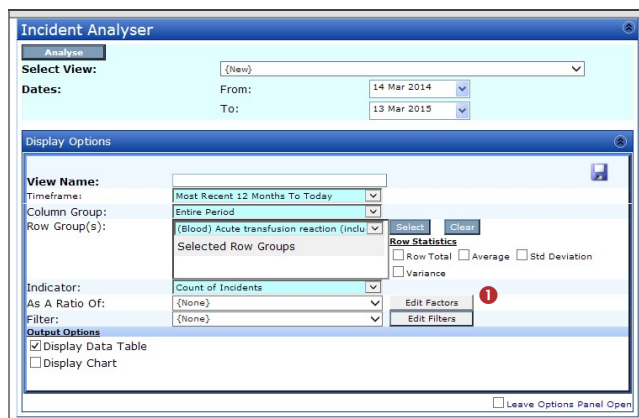 Incident Analyser
Analyse
Select View: {New}
Dates: From: 14 Mar 2014
To: 13 Mar 2015
Display Options
View Name:
Timeframe: Most Recent 12 Months To Today
Column Group: Entire Period
Row Group(s): (Blood) Acute transfusion reaction (inclu Select Clear
Selected Row Groups Row Statistics
Row Total Average Std Deviation
Variance
Indicator: Count of Incidents
As A Ratio Of: {None} Edit Factors 1
Filter: {None} Edit Filters
Output Options
Display Data Table
Display Chart
Leave Options Panel Open